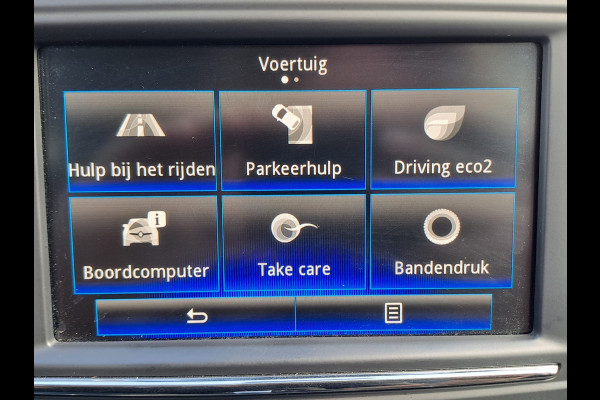 Voertuig
Hulp bij het rijden
Parkeerhulp
Driving eco2
Boordcomputer
Take care
Bandendruk